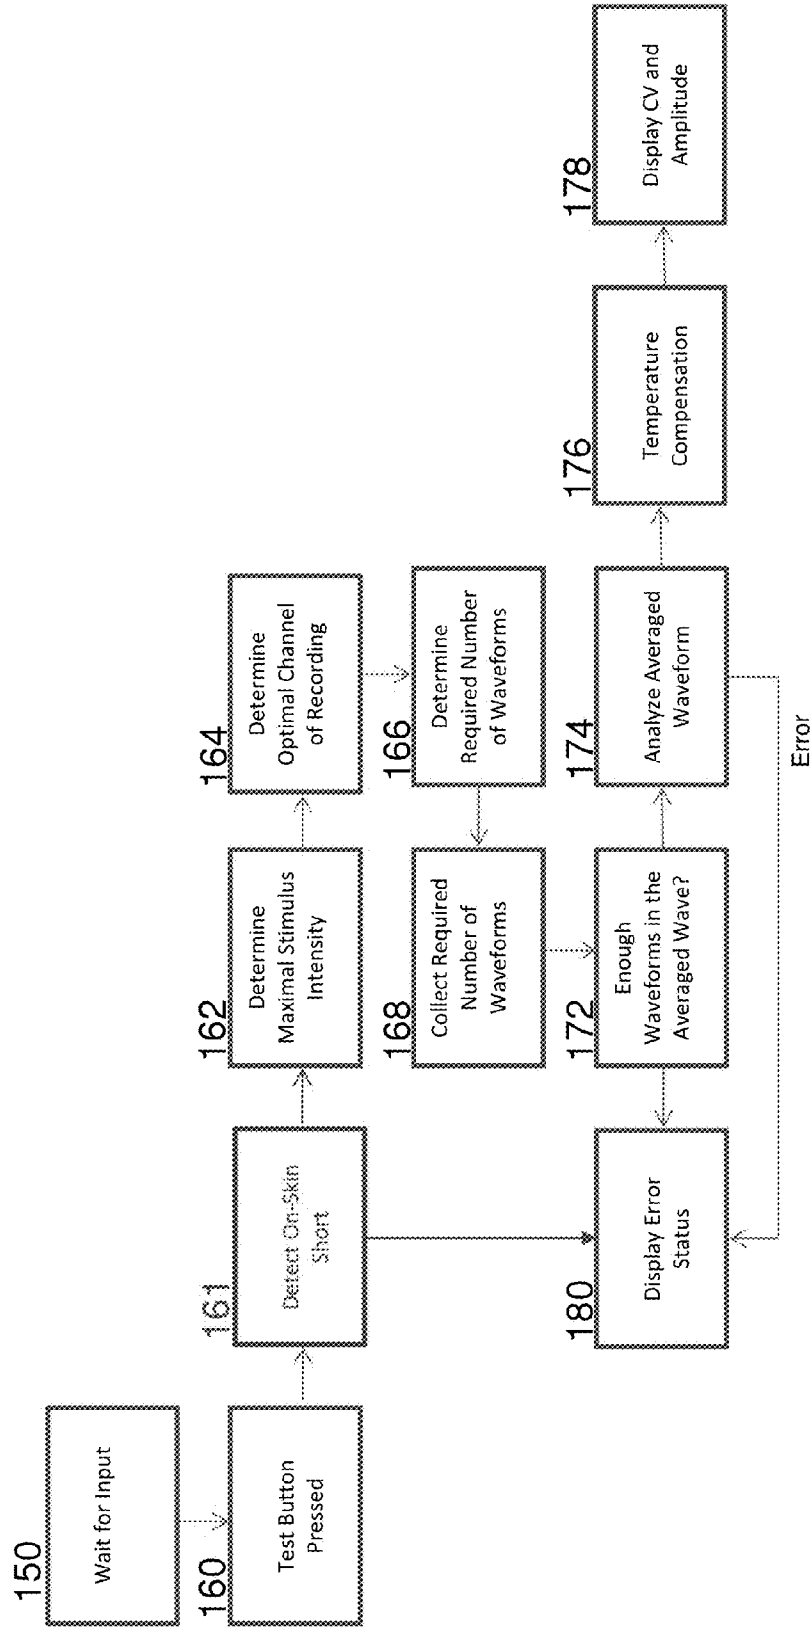 150
Wait for Input
160
Test Button
Pressed
161
Detect On-Skin
Short
162
Determine
Maximal Stimulus
Intensity
164
Determine
Optimal Channel
of Recording
166
Determine
Required Number
of Waveforms
168
Collect Required
Number of
Waveforms
172
Enough
Waveforms in the
Averaged Wave?
174
Analyze Averaged
Waveform
176
Temperature
Compensation
178
Display CV and
Amplitude
180
Display Error
Status
Error